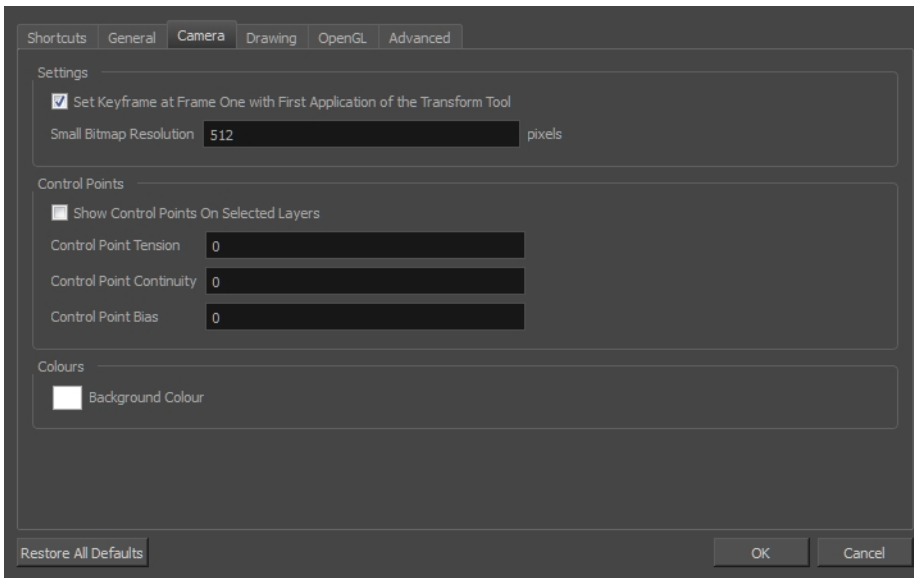 Shortcuts General Camera Drawing OpenGL Advanced
Settings
Set Keyframe at Frame One with First Application of the Transform Tool
Small Bitmap Resolution 512 pixels
Control Points
Show Control Points On Selected Layers
Control Point Tension 0
Control Point Continuity 0
Control Point Bias 0
Colours
Background Colour
Restore All Defaults OK Cancel